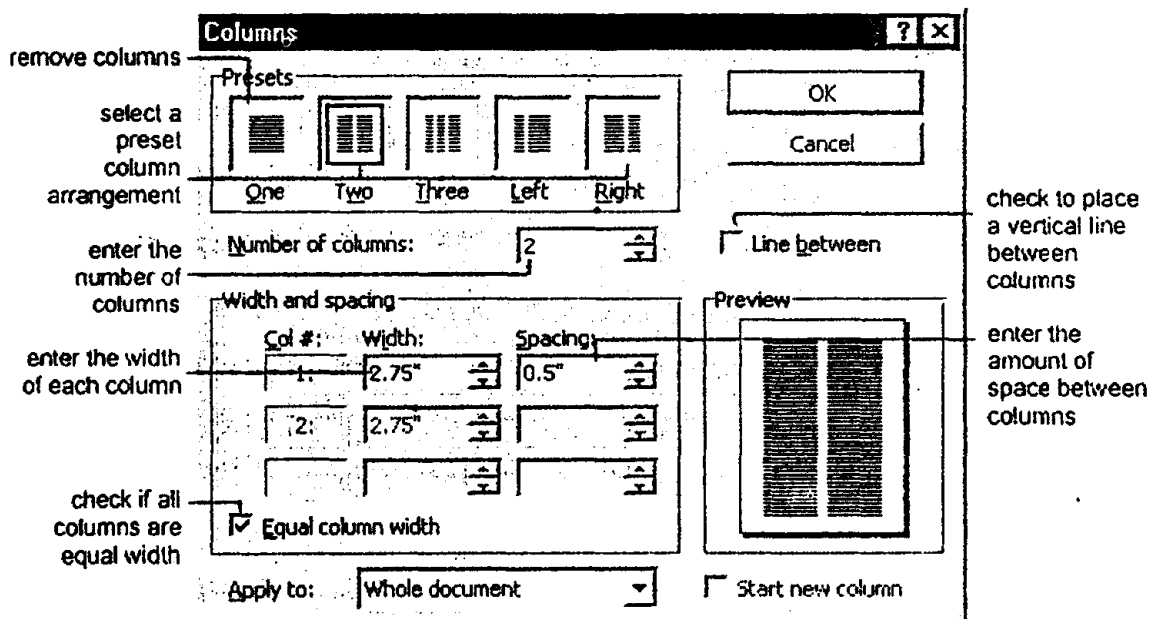 Columns
remove columns
Presets
OK
select a
preset
column
arrangement
Cancel
One Two Three Left Right
check to place
a vertical line
between
columns
enter the
number of
columns
Number of columns:
2
Line between
Width and spacing
Preview
Col #: Width: Spacing:
enter the width
of each column
1: 2.75" 0.5"
enter the
amount of
space between
columns
2: 2.75"
check if all
columns are
equal width
Equal column width
Apply to: Whole document
Start new column